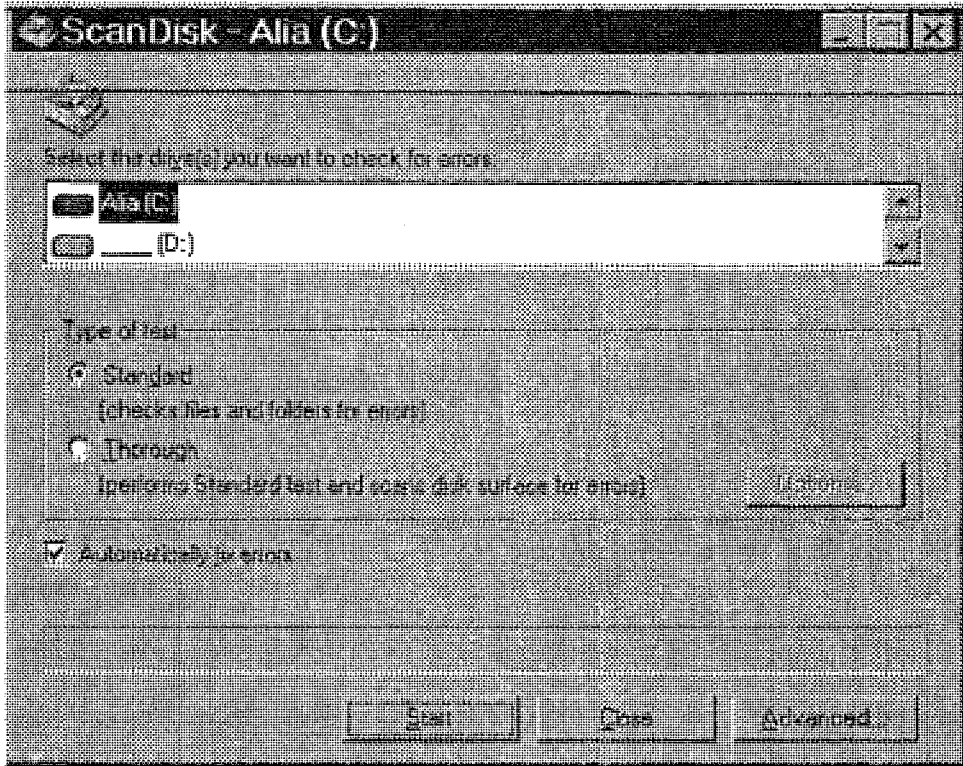 ScanDisk - Alia (C:)
Select the drive(s) you want to check for errors:
Alia (C:)
____ (D:)
Type of test
Standard
(checks files and folders for errors)
Thorough
(performs Standard test and scans disk surface for errors)
Options...
Automatically fix errors
Start
Close
Advanced...